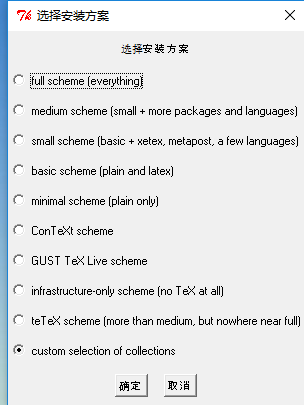 选择安装方案
选择安装方案
full scheme (everything)
medium scheme (small + more packages and languages)
small scheme (basic + xetex, metapost, a few languages)
basic scheme (plain and latex)
minimal scheme (plain only)
ConTeXt scheme
GUST TeX Live scheme
infrastructure-only scheme (no TeX at all)
teTeX scheme (more than medium, but nowhere near full)
custom selection of collections
确定 取消